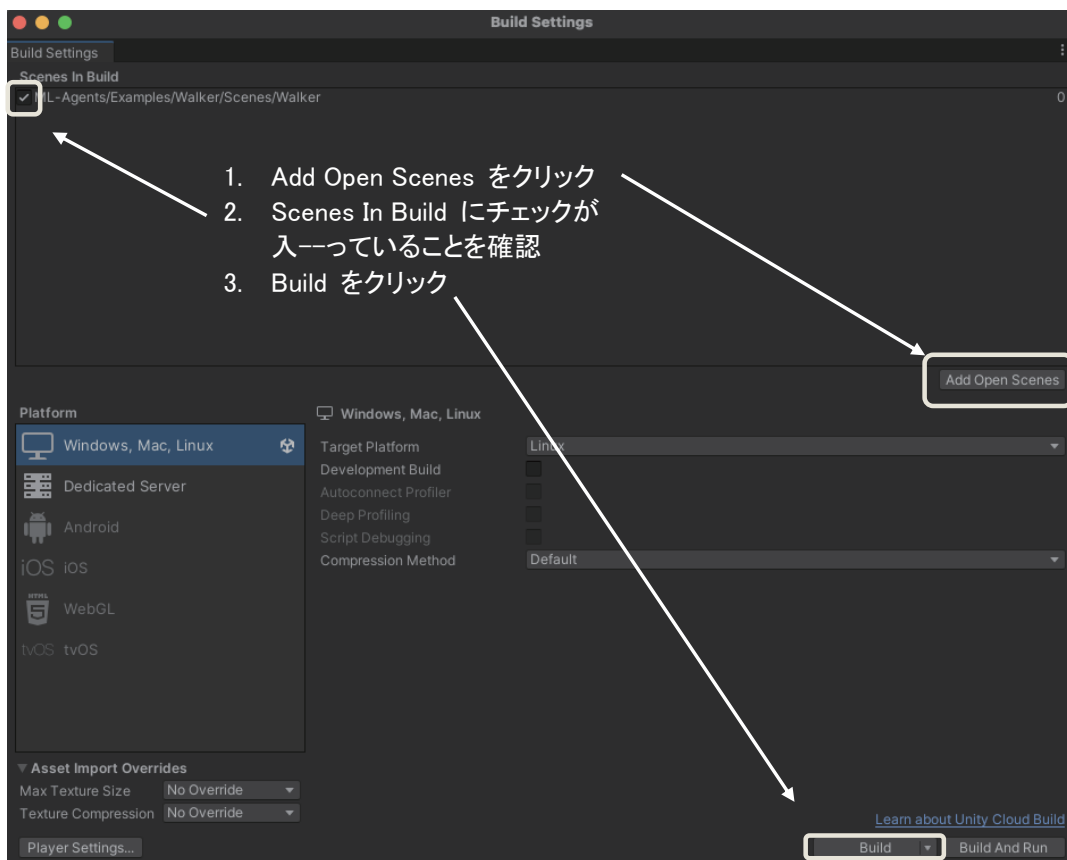 Build Settings
Build Settings
Scenes In Build
ML-Agents/Examples/Walker/Scenes/Walker 0
1. Add Open Scenes をクリック
2. Scenes In Build にチェックが
入--っていることを確認
3. Build をクリック
Add Open Scenes
Platform
Windows, Mac, Linux
Dedicated Server
Android
iOS iOS
HTML
5 WebGL
tvOS tvOS
Windows, Mac, Linux
Target Platform Linux
Development Build
Autoconnect Profiler
Deep Profiling
Script Debugging
Compression Method Default
Asset Import Overrides
Max Texture Size No Override
Texture Compression No Override
Learn about Unity Cloud Build
Player Settings...
Build
Build And Run